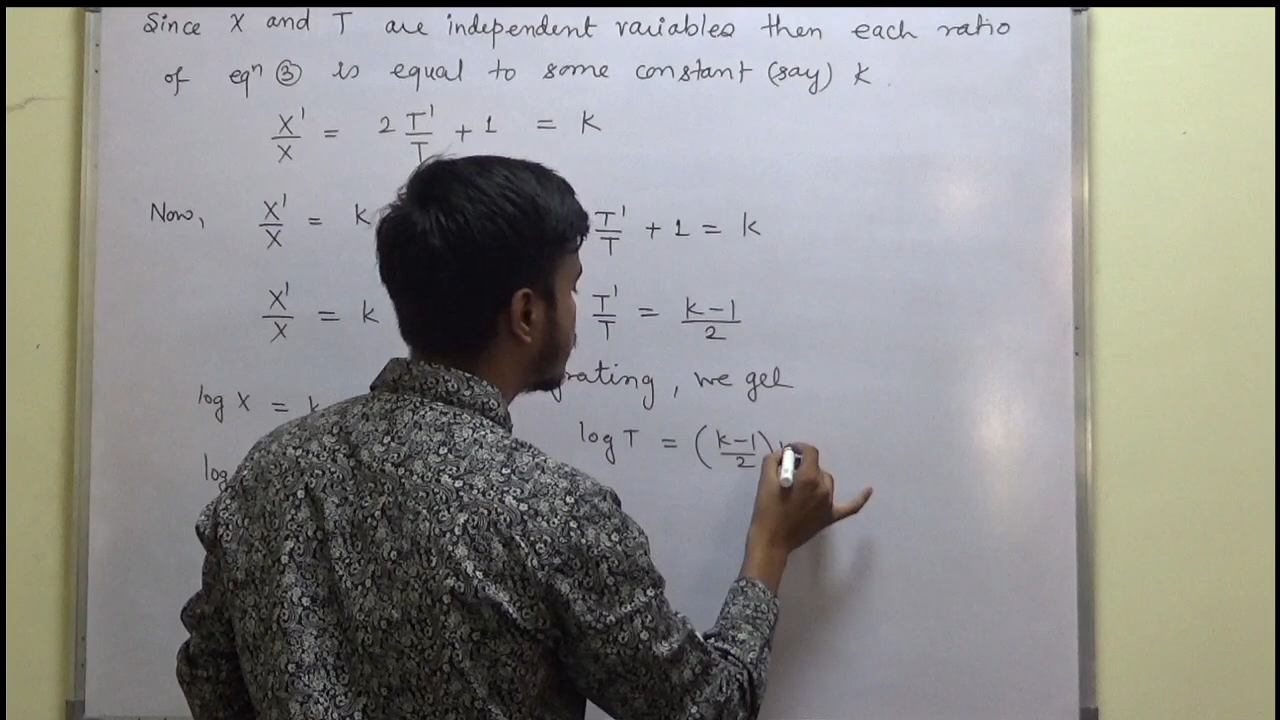 Since X and T are independent variables then each ratio
of eqⁿ ③ is equal to some constant (say) k.
X'/X = 2 T'/T + 1 = k
Now, X'/X = k T'/T + 1 = k
X'/X = k T'/T = (k-1)/2
we get
log X = log T = ((k-1)/2)
log